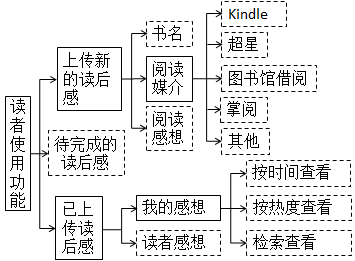 读者使用功能
上传新
的读后
感
书名
阅读
媒介
阅读
感想
Kindle
超星
图书馆借阅
掌阅
其他
待完成的
读后感
已上
传读
后感
我的感想
读者感想
按时间查看
按热度查看
检索查看